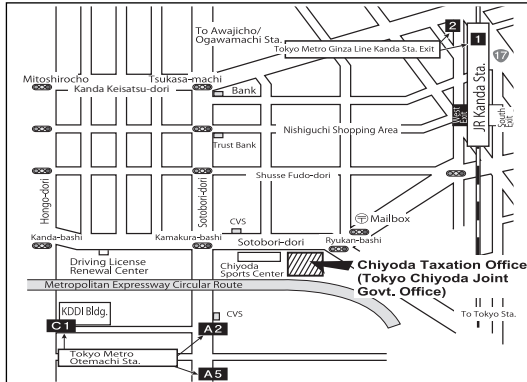 To Awajicho/
Ogawamachi Sta.
2
Tokyo Metro Ginza Line Kanda Sta. Exit
1
17
Mitoshirocho
Tsukasa-machi
Kanda Keisatsu-dori
Bank
JR Kanda Sta.
West
Exit
South
Exit
Nishiguchi Shopping Area
Trust Bank
Shusse Fudo-dori
Hongo-dori
Sotobori-dori
〒Mailbox
CVS
Kanda-bashi
Kamakura-bashi
Sotobori-dori
Ryukan-bashi
Driving License
Renewal Center
Chiyoda
Sports Center
Chiyoda Taxation Office
(Tokyo Chiyoda Joint
Govt. Office)
Metropolitan Expressway Circular Route
KDDI Bldg.
To Tokyo Sta.
C1
CVS
A2
Tokyo Metro
Otemachi Sta.
A5